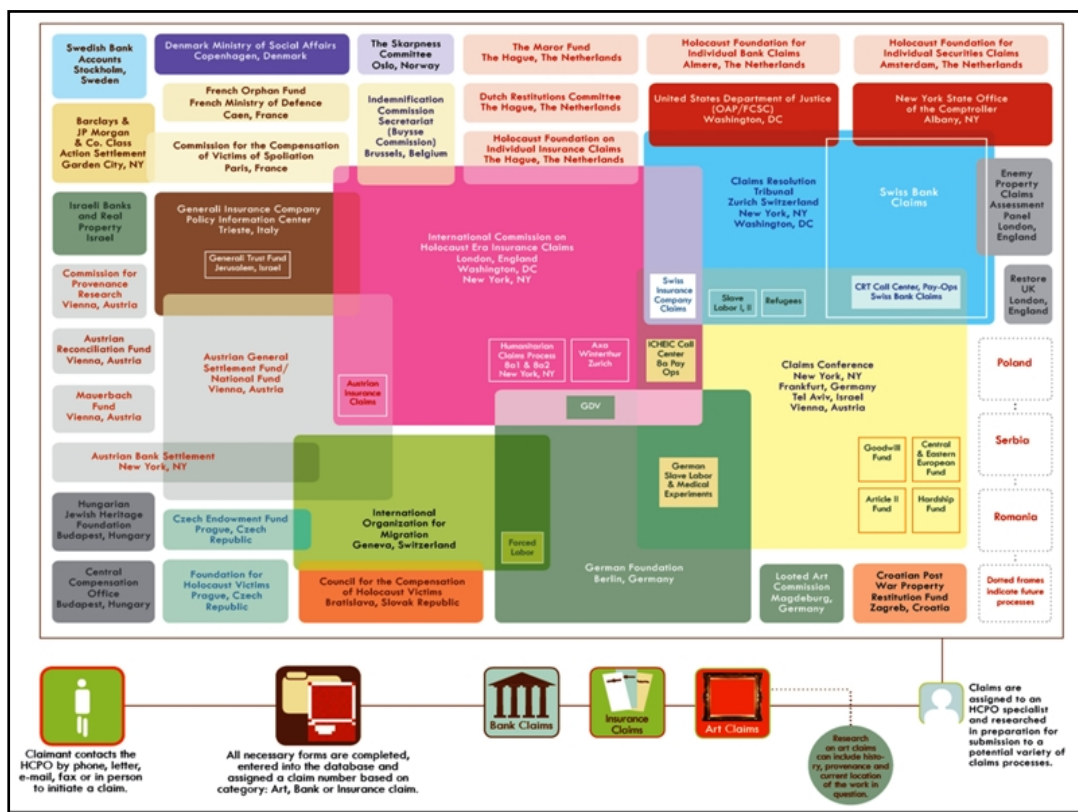 Swedish Bank
Accounts
Stockholm,
Sweden
Denmark Ministry of Social Affairs
Copenhagen, Denmark
The Skarpness
Committee
Oslo, Norway
The Maror Fund
The Hague, The Netherlands
Holocaust Foundation for
Individual Bank Claims
Almere, The Netherlands
Holocaust Foundation for
Individual Securities Claims
Amsterdam, The Netherlands
Barclays &
JP Morgan
& Co. Class
Action Settlement
Garden City, NY
French Orphan Fund
French Ministry of Defence
Caen, France
Commission for the Compensation
of Victims of Spoliation
Paris, France
Indemnification
Commission
Secretariat
(Buysse
Commission)
Brussels, Belgium
Dutch Restitutions Committee
The Hague, The Netherlands
Holocaust Foundation on
Individual Insurance Claims
The Hague, The Netherlands
United States Department of Justice
(OAP/FCSC)
Washington, DC
New York State Office
of the Comptroller
Albany, NY
Israeli Banks
and Real
Property
Israel
Generali Insurance Company
Policy Information Center
Trieste, Italy
Generali Trust Fund
Jerusalem, Israel
International Commission on
Holocaust Era Insurance Claims
London, England
Washington, DC
New York, NY
Claims Resolution
Tribunal
Zurich Switzerland
New York, NY
Washington, DC
Swiss Bank
Claims
Enemy
Property
Claims
Assessment
Panel
London,
England
Commission for
Provenance
Research
Vienna, Austria
Swiss
Insurance
Company
Claims
Slave
Labor I, II
Refugees
CRT Call Center, Pay-Ops
Swiss Bank Claims
Restore
UK
London,
England
Austrian
Reconciliation Fund
Vienna, Austria
Austrian General
Settlement Fund/
National Fund
Vienna, Austria
Austrian
Insurance
Claims
Humanitarian
Claims Process
8a1 & 8a2
New York, NY
Axa
Winterthur
Zurich
ICHEIC Call
Center
8a Pay
Ops
Claims Conference
New York, NY
Frankfurt, Germany
Tel Aviv, Israel
Vienna, Austria
Poland
Mauerbach
Fund
Vienna, Austria
GDV
Serbia
Austrian Bank Settlement
New York, NY
German
Slave Labor
& Medical
Experiments
Goodwill
Fund
Central
& Eastern
European
Fund
Article II
Fund
Hardship
Fund
Romania
Hungarian
Jewish Heritage
Foundation
Budapest, Hungary
Czech Endowment Fund
Prague, Czech
Republic
International
Organization for
Migration
Geneva, Switzerland
Forced
Labor
German Foundation
Berlin, Germany
Central
Compensation
Office
Budapest, Hungary
Foundation for
Holocaust Victims
Prague, Czech
Republic
Council for the Compensation
of Holocaust Victims
Bratislava, Slovak Republic
Looted Art
Commission
Magdeburg,
Germany
Croatian Post
War Property
Restitution Fund
Zagreb, Croatia
Dotted frames
indicate future
processes
Claimant contacts the
HCPO by phone, letter,
e-mail, fax or in person
to initiate a claim.
All necessary forms are completed,
entered into the database and
assigned a claim number based on
category: Art, Bank or Insurance claim.
Bank Claims
Insurance
Claims
Art Claims
Research
on art claims
can include histo-
ry, provenance and
current location
of the work in
question.
Claims are
assigned to an
HCPO specialist
and researched
in preparation for
submission to a
potential variety of
claims processes.